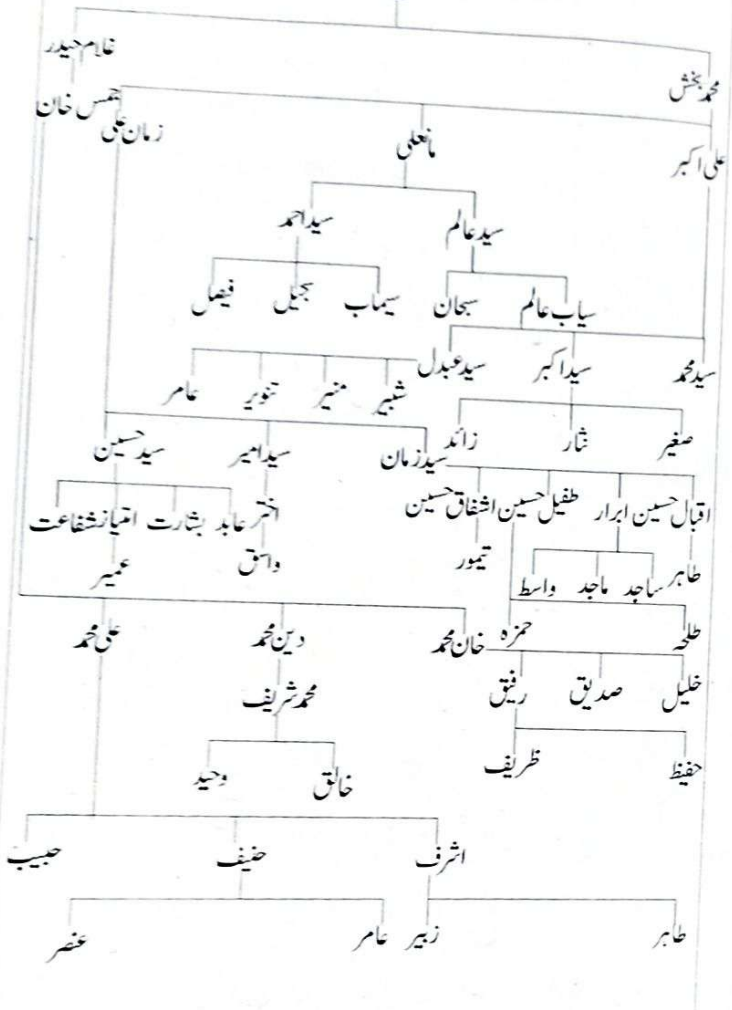 غلام حیدر
محمد بخش
جمس خان
زمان علی
مانعلی
علی اکبر
سید عالم
سید احمد
سیاب عالم
سبحان
سیماب
سجیل
فیصل
سید محمد
سید اکبر
سید عبدل
شبیر
منیر
تنویر
عامر
صغیر
نثار
زائد
سید زمان
سید امیر
سید حسین
اقبال حسین
ابرار
طفیل حسین
اشفاق حسین
اختر
عابد
بشارت
امتیاز
شفاعت
طاہر
ساجد
ماجد
واسط
تیمور
واسق
عمیر
طلحہ
حمزہ
خان محمد
دین محمد
علی محمد
خلیل
صدیق
رفیق
محمد شریف
حفیظ
ظریف
خالق
وحید
اشرف
حنیف
حبیب
طاہر
زبیر
عامر
عنصر